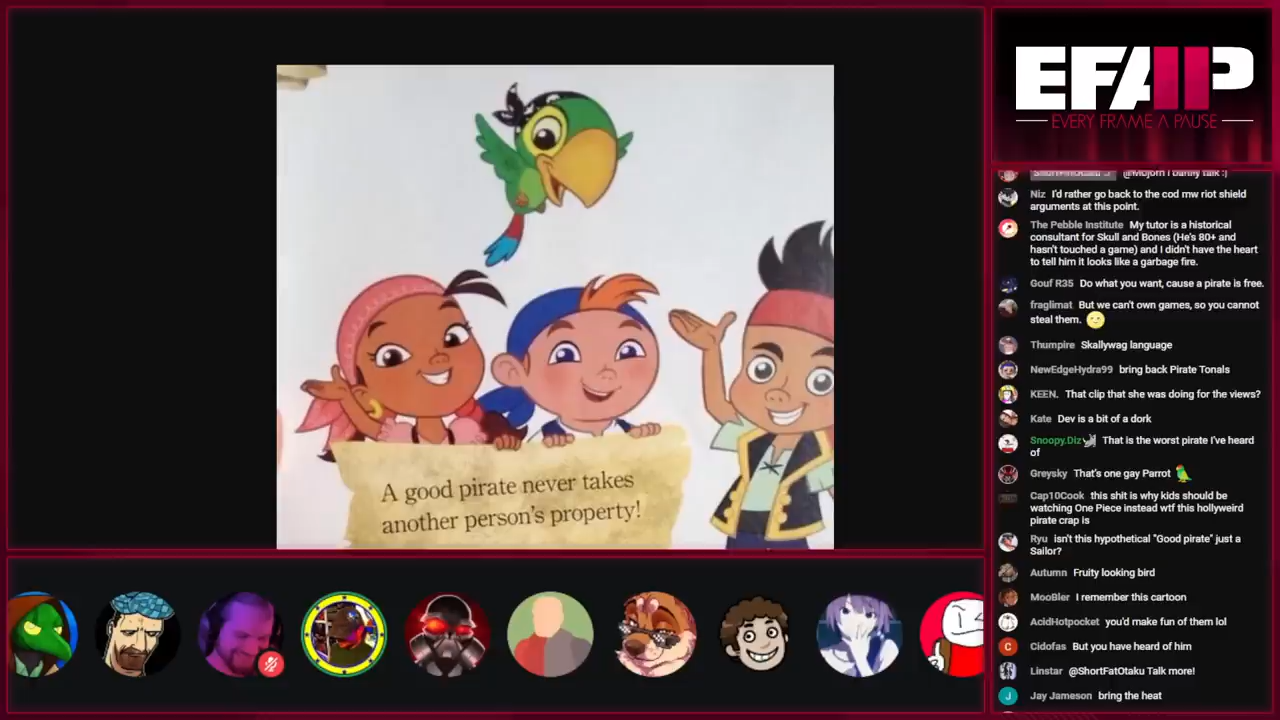 A good pirate never takes
another person's property!
EFAP
EVERY FRAME A PAUSE
ShortFatOtaku @Mojorn I barely talk :)
Niz I'd rather go back to the cod mw riot shield
arguments at this point.
The Pebble Institute My tutor is a historical
consultant for Skull and Bones (He's 80+ and
hasn't touched a game) and I didn't have the heart
to tell him it looks like a garbage fire.
Gouf R35 Do what you want, cause a pirate is free.
fraglimat But we can't own games, so you cannot
steal them.
Thumpire Skallywag language
NewEdgeHydra99 bring back Pirate Tonals
KEEN. That clip that she was doing for the views?
Kate Dev is a bit of a dork
Snoopy.Diz That is the worst pirate I've heard
of
Greysky That's one gay Parrot
Cap10Cook this shit is why kids should be
watching One Piece instead wtf this hollyweird
pirate crap is
Ryu isn't this hypothetical "Good pirate" just a
Sailor?
Autumn Fruity looking bird
MooBler I remember this cartoon
AcidHotpocket you'd make fun of them lol
C
Cidofas But you have heard of him
Linstar @ShortFatOtaku Talk more!
J
Jay Jameson bring the heat